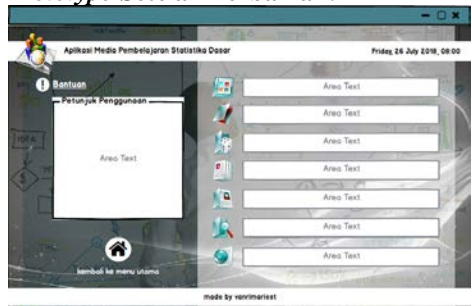 Prototype
Aplikasi Media Pembelajaran Statistika Dasar
Friday, 26 July 2018, 08:00
Bantuan
Petunjuk Penggunaan
Area Text
Area Text
Area Text
Area Text
Area Text
Area Text
Area Text
Area Text
kembali ke menu utama
made by vanrimariest